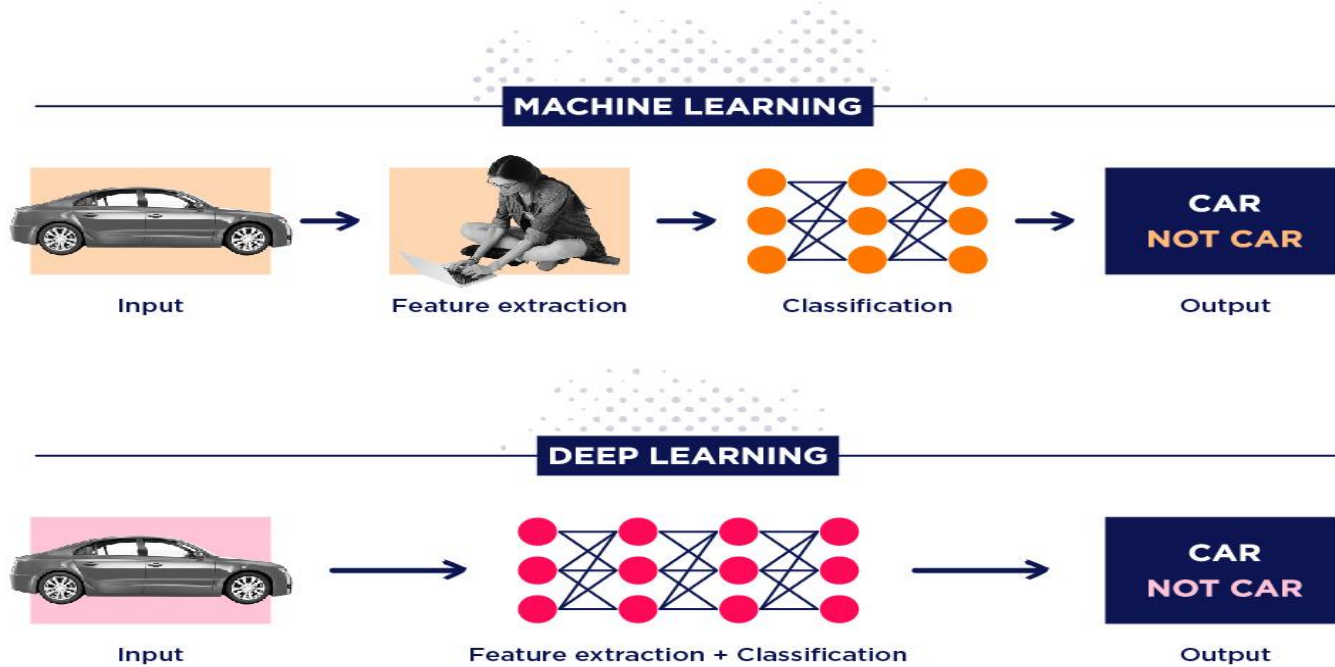 MACHINE LEARNING
CAR
NOT CAR
Input
Feature extraction
Classification
Output
DEEP LEARNING
CAR
NOT CAR
Input
Feature extraction + Classification
Output